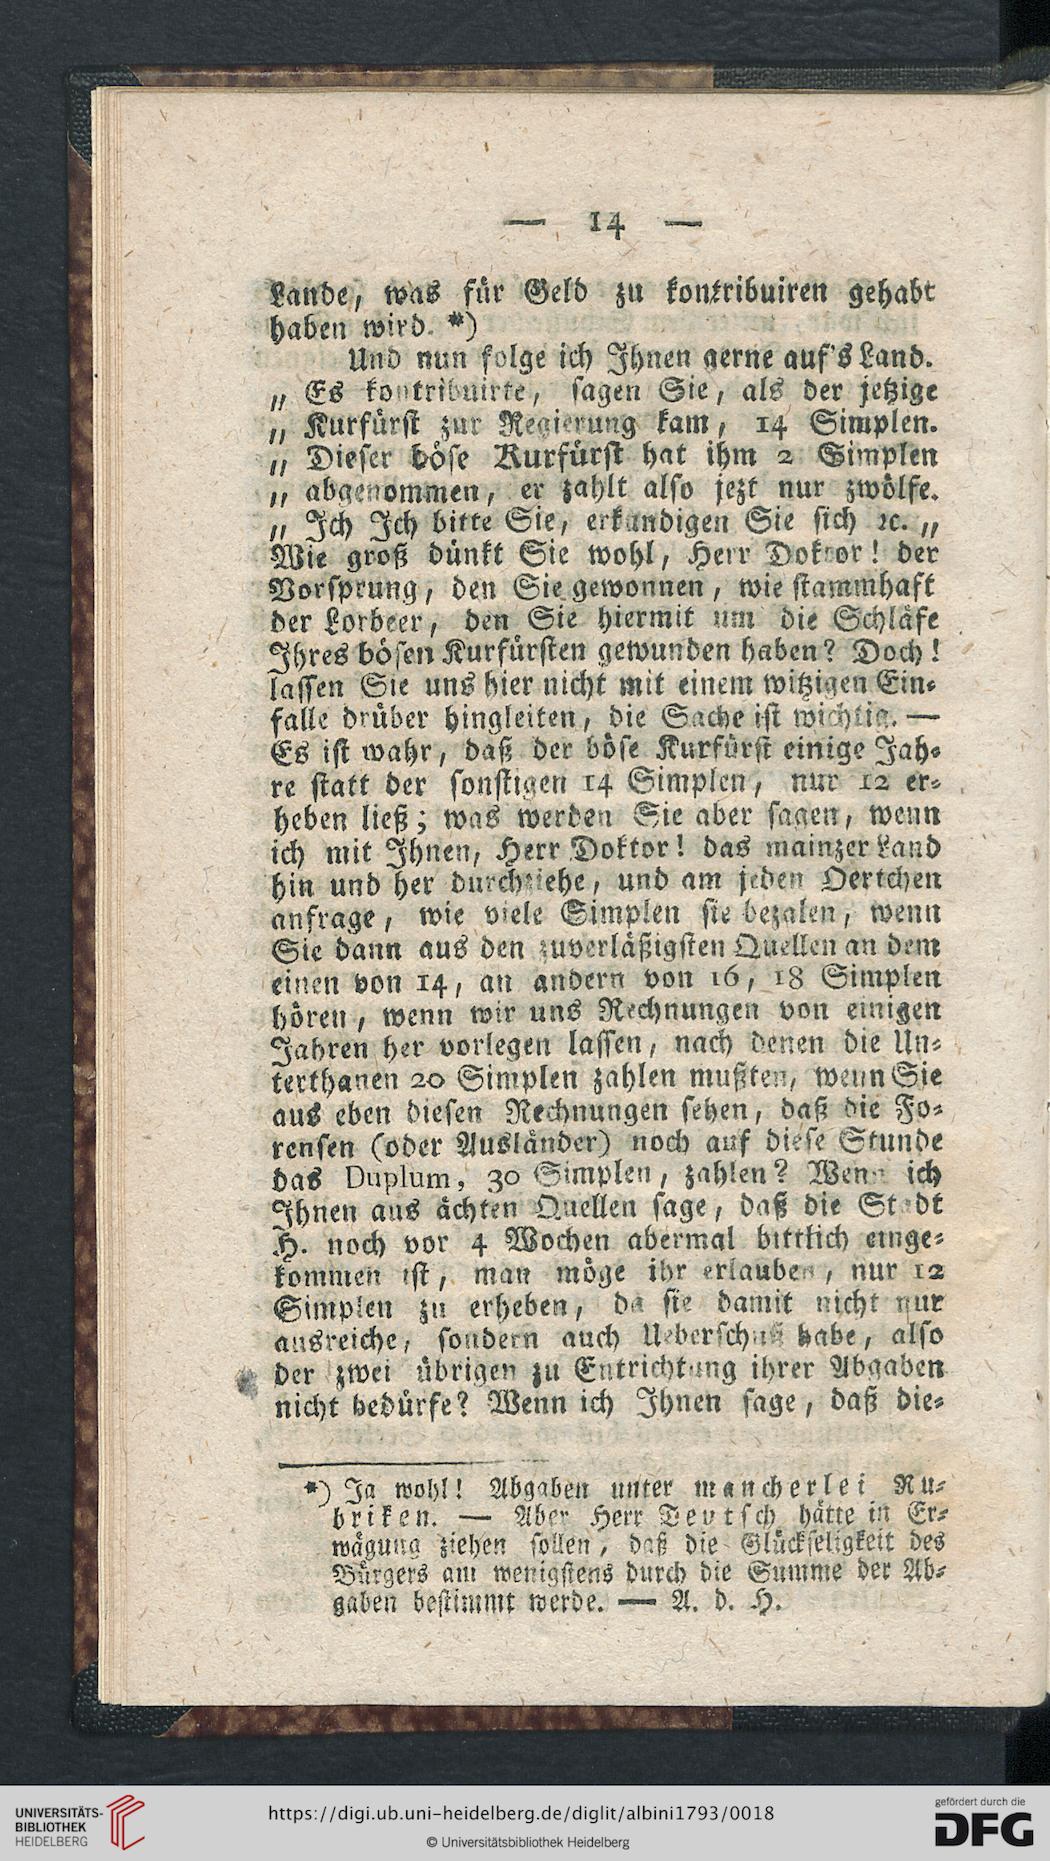 — 14 —
Lande, was für Geld zu kontribuiren gehabt
haben wird. *)
Und nun folge ich Ihnen gerne auf's Land.
„ Es kontribuirte, sagen Sie, als der jetzige
„ Kurfürst zur Regierung kam, 14 Simplen.
„ Dieser böse Kurfürst hat ihm 2 Simplen
„ abgenommen, er zahlt also jezt nur zwölfe.
„ Ich Ich bitte Sie, erkundigen Sie sich ꝛc. „
Wie groß dünkt Sie wohl, Herr Doktor! der
Vorsprung, den Sie gewonnen, wie stammhaft
der Lorbeer, den Sie hiermit um die Schläfe
Ihres bösen Kurfürsten gewunden haben? Doch!
lassen Sie uns hier nicht mit einem witzigen Ein-
falle drüber hingleiten, die Sache ist wichtig. —
Es ist wahr, daß der böse Kurfürst einige Jah-
re statt der sonstigen 14 Simplen, nur 12 er-
heben ließ; was werden Sie aber sagen, wenn
ich mit Ihnen, Herr Doktor! das mainzer Land
hin und her durchziehe, und am jeden Oertchen
anfrage, wie viele Simplen sie bezalen, wenn
Sie dann aus den zuverläßigsten Quellen an dem
einen von 14, an andern von 16, 18 Simplen
hören, wenn wir uns Rechnungen von einigen
Jahren her vorlegen lassen, nach denen die Un-
terthanen 20 Simplen zahlen mußten, wenn Sie
aus eben diesen Rechnungen sehen, daß die Fo-
rensen (oder Ausländer) noch auf diese Stunde
das Duplum, 30 Simplen, zahlen? Wenn ich
Ihnen aus ächten Quellen sage, daß die Stadt
H. noch vor 4 Wochen abermal bittlich einge-
kommen ist, man möge ihr erlauben, nur 12
Simplen zu erheben, da sie damit nicht nur
ausreiche, sondern auch Ueberschuß habe, also
der zwei übrigen zu Entrichtung ihrer Abgaben
nicht bedürfe? Wenn ich Ihnen sage, daß die-
*) Ja wohl! Abgaben unter mancherlei Ru-
briken. — Aber Herr Teutsch hätte in Er-
wägung ziehen sollen, daß die Glückseligkeit des
Bürgers am wenigstens durch die Summe der Ab-
gaben bestimmt werde. — A. d. H.
UNIVERSITÄTS-
BIBLIOTHEK
HEIDELBERG
https://digi.ub.uni-heidelberg.de/diglit/albini1793/0018
© Universitätsbibliothek Heidelberg
gefördert durch die
DFG